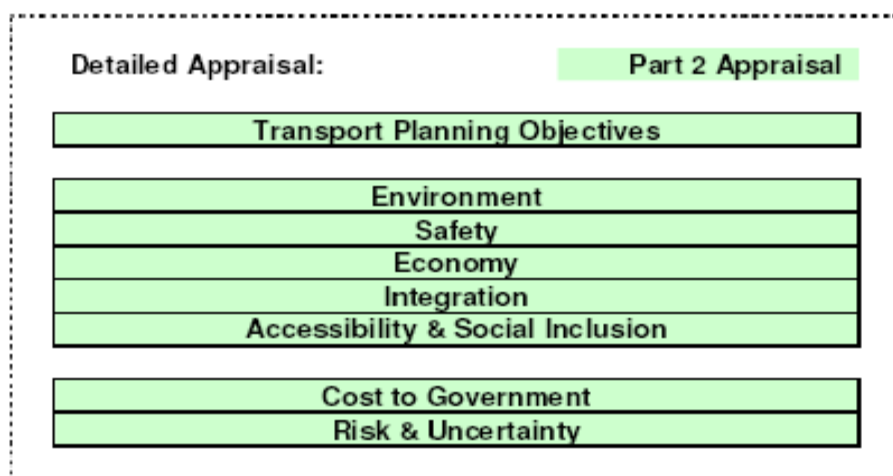 Detailed Appraisal: Part 2 Appraisal
Transport Planning Objectives
Environment
Safety
Economy
Integration
Accessibility & Social Inclusion
Cost to Government
Risk & Uncertainty